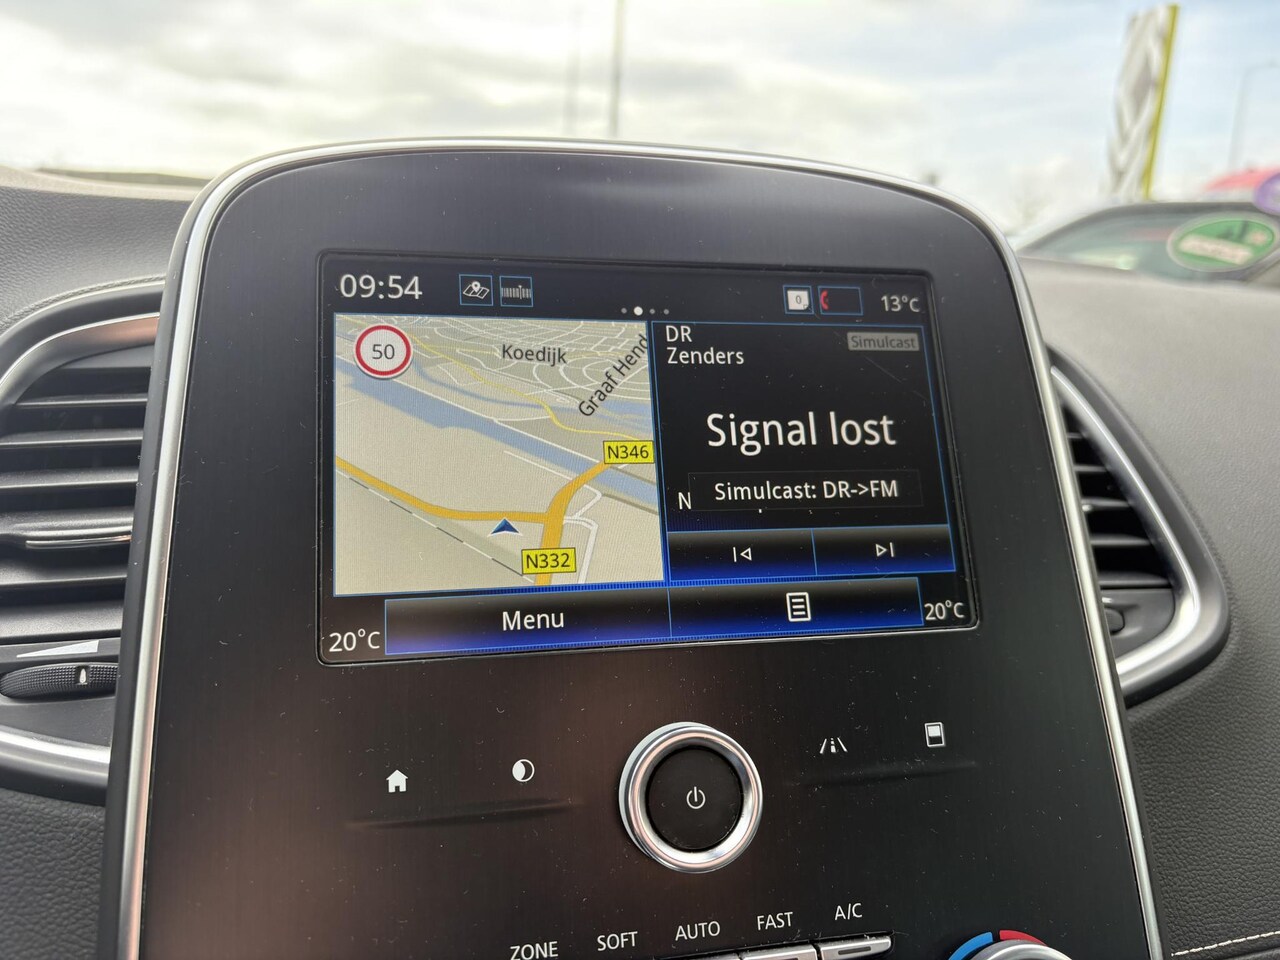 09:54
0
13°C
50
Koedijk
Graaf Hend
N346
N332
DR
Zenders
Simulcast
Signal lost
N
Simulcast: DR->FM
Menu
20°C
20°C
ZONE
SOFT
AUTO
FAST
A/C